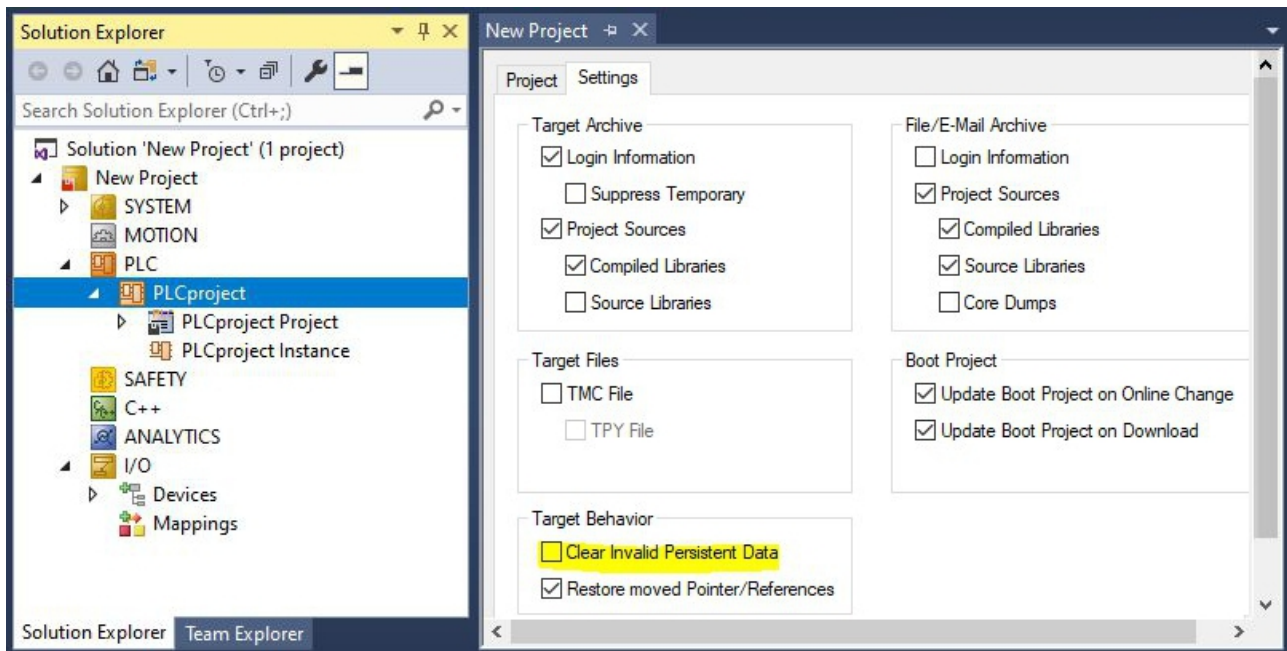 Solution Explorer
Search Solution Explorer (Ctrl+;)
Solution 'New Project' (1 project)
New Project
SYSTEM
MOTION
PLC
PLCproject
PLCproject Project
PLCproject Instance
SAFETY
C++
ANALYTICS
I/O
Devices
Mappings
Solution Explorer Team Explorer
New Project
Project Settings
Target Archive
Login Information
Suppress Temporary
Project Sources
Compiled Libraries
Source Libraries
File/E-Mail Archive
Login Information
Project Sources
Compiled Libraries
Source Libraries
Core Dumps
Target Files
TMC File
TPY File
Boot Project
Update Boot Project on Online Change
Update Boot Project on Download
Target Behavior
Clear Invalid Persistent Data
Restore moved Pointer/References